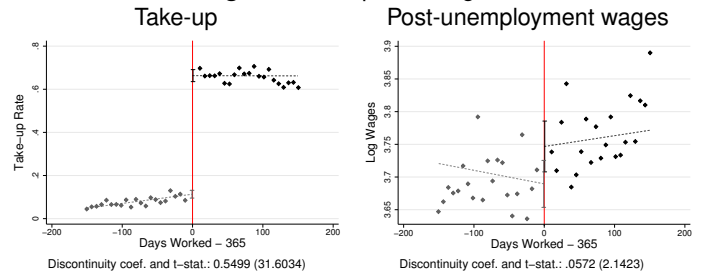 Take-up
Post-unemployment wages
Take-up Rate
.8
.6
.4
.2
0
−200
−100
0
100
200
Days Worked − 365
Discontinuity coef. and t−stat.: 0.5499 (31.6034)
Log Wages
3.9
3.85
3.8
3.75
3.7
3.65
−200
−100
0
100
200
Days Worked − 365
Discontinuity coef. and t−stat.: .0572 (2.1423)